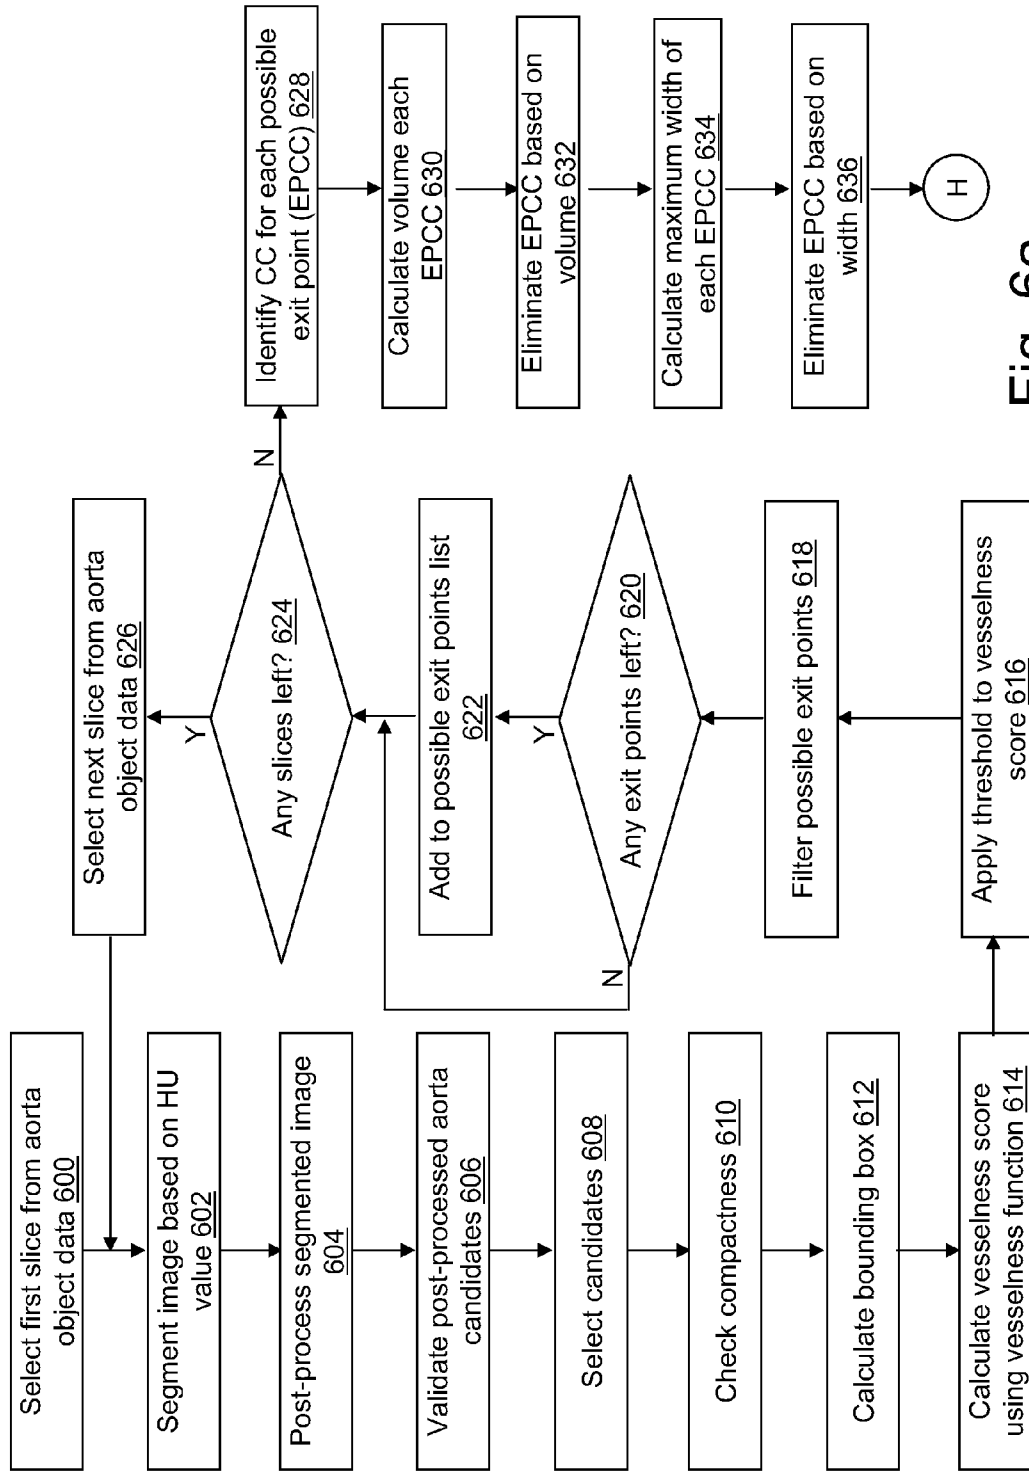 Select first slice from aorta
object data 600
Segment image based on HU
value 602
Post-process segmented image
604
Validate post-processed aorta
candidates 606
Select candidates 608
Check compactness 610
Calculate bounding box 612
Calculate vesselness score
using vesselness function 614
Apply threshold to vesselness
score 616
Filter possible exit points 618
Any exit points left? 620
Y
N
Add to possible exit points list
622
Any slices left? 624
Y
N
Select next slice from aorta
object data 626
Identify CC for each possible
exit point (EPCC) 628
Calculate volume each
EPCC 630
Eliminate EPCC based on
volume 632
Calculate maximum width of
each EPCC 634
Eliminate EPCC based on
width 636
H